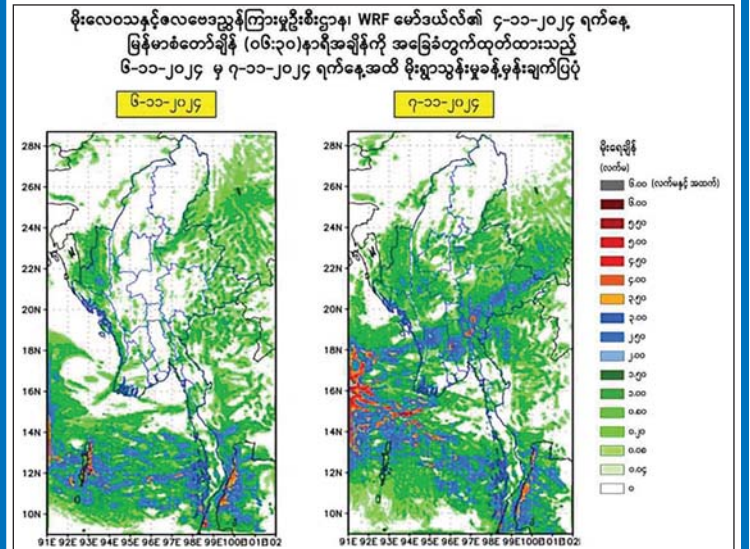 မိုးလေဝသနှင့်ဇလဗေဒညွှန်ကြားမှုဦးစီးဌာန၊ WRF မော်ဒယ်လ်၏ ၄-၁၁-၂၀၂၄ ရက်နေ့
မြန်မာစံတော်ချိန် (၀၆:၃၀)နာရီအချိန်ကို အခြေခံတွက်ထုတ်ထားသည့်
၆-၁၁-၂၀၂၄ မှ ၇-၁၁-၂၀၂၄ ရက်နေ့အထိ မိုးရွာသွန်းမှုခန့်မှန်းချက်ပြပုံ
၆-၁၁-၂၀၂၄
၇-၁၁-၂၀၂၄
28N
26N
24N
22N
20N
18N
16N
14N
12N
10N
91E 92E 93E 94E 95E 96E 97E 98E 99E 100E 101E 102
28N
26N
24N
22N
20N
18N
16N
14N
12N
10N
91E 92E 93E 94E 95E 96E 97E 98E 99E 100E 101E 102E
မိုးရေချိန်
(လက်မ)
၆.၀၀ (လက်မနှင့် အထက်)
၆.၀၀
၅.၅၀
၅.၀၀
၄.၅၀
၄.၀၀
၃.၅၀
၃.၀၀
၂.၅၀
၂.၀၀
၁.၅၀
၁.၀၀
၀.၈၀
၀.၂၀
၀.၀၈
၀.၀၄
၀